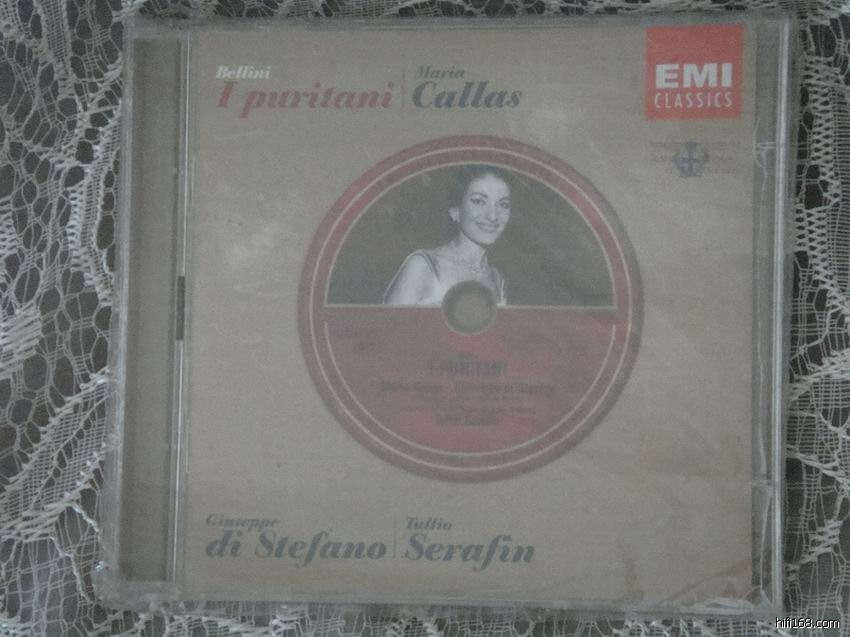 Bellini
I puritani
Maria
Callas
EMI
CLASSICS
I PURITANI
Giuseppe
di Stefano
Tullio
Serafin
hifi168.com